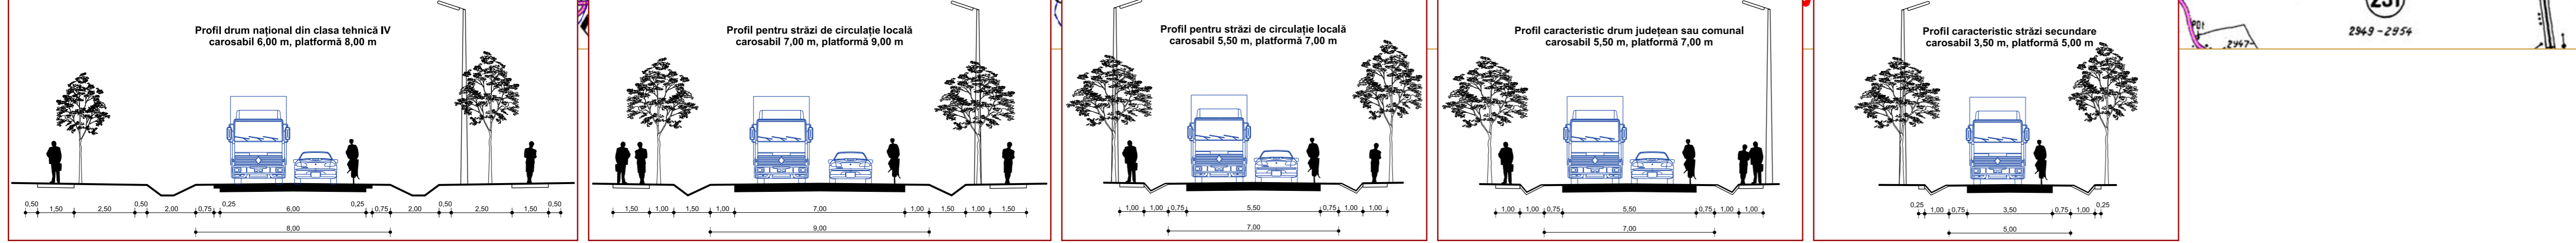 Profil drum național din clasa tehnică IV
carosabil 6,00 m, platformă 8,00 m
0,50 1,50 2,50 0,50 2,00 0,75 0,25 6,00 0,25 0,75 2,00 0,50 2,50 1,50 0,50
8,00
Profil pentru străzi de circulație locală
carosabil 7,00 m, platformă 9,00 m
1,50 1,00 1,50 1,00 7,00 1,00 1,50 1,00 1,50
9,00
Profil pentru străzi de circulație locală
carosabil 5,50 m, platformă 7,00 m
1,00 1,00 0,75 5,50 0,75 1,00 1,00
7,00
Profil caracteristic drum județean sau comunal
carosabil 5,50 m, platformă 7,00 m
1,00 1,00 0,75 5,50 0,75 1,00 1,00
7,00
Profil caracteristic străzi secundare
carosabil 3,50 m, platformă 5,00 m
0,25 1,00 0,75 3,50 0,75 1,00 0,25
5,00
2947
2949-2954